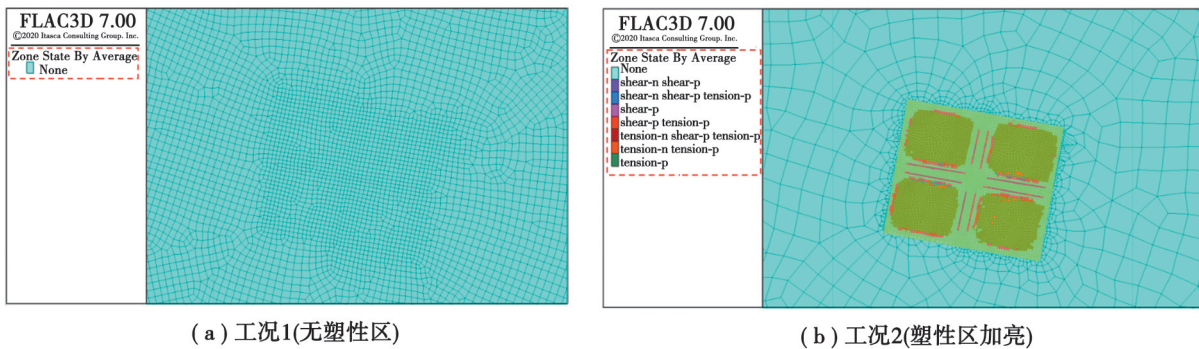 FLAC3D 7.00
©2020 Itasca Consulting Group. Inc.
Zone State By Average
None
(a) 工况1(无塑性区)
FLAC3D 7.00
©2020 Itasca Consulting Group. Inc.
Zone State By Average
None
shear-n shear-p
shear-n shear-p tension-p
shear-p
shear-p tension-p
tension-n shear-p tension-p
tension-n tension-p
tension-p
(b) 工况2(塑性区加亮)